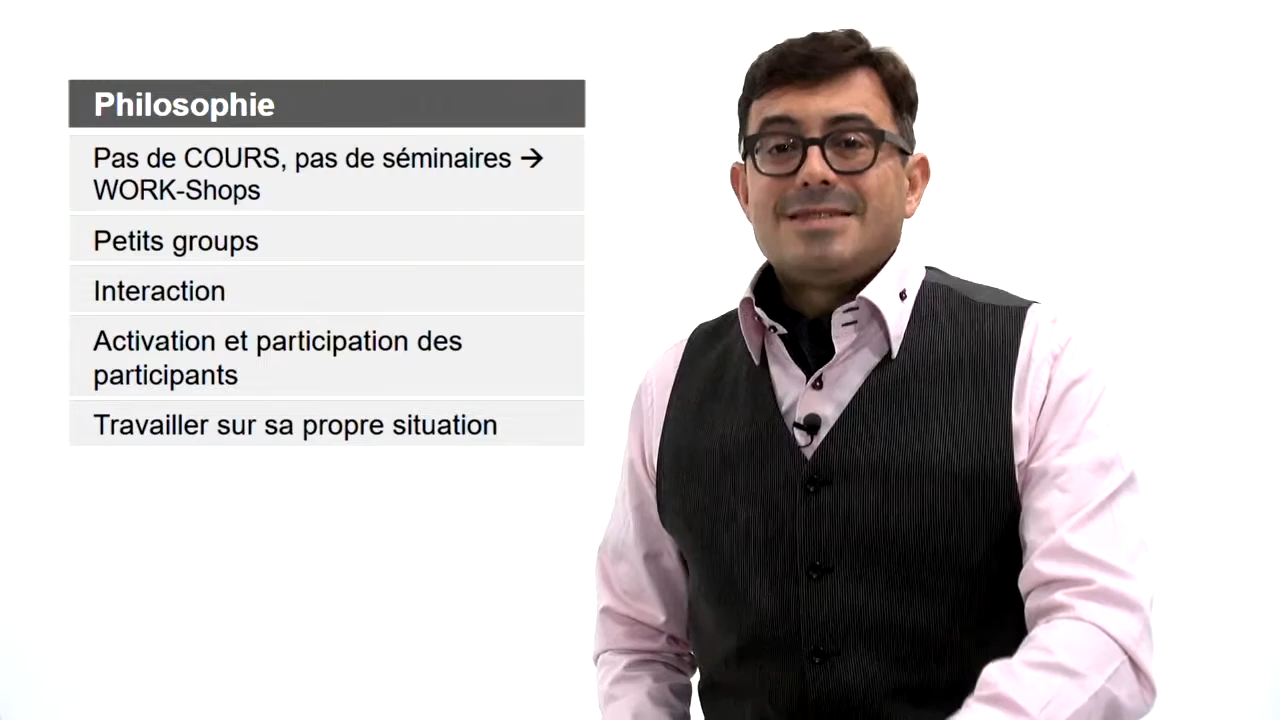 Philosophie
Pas de COURS, pas de séminaires →
WORK-Shops
Petits groups
Interaction
Activation et participation des
participants
Travailler sur sa propre situation